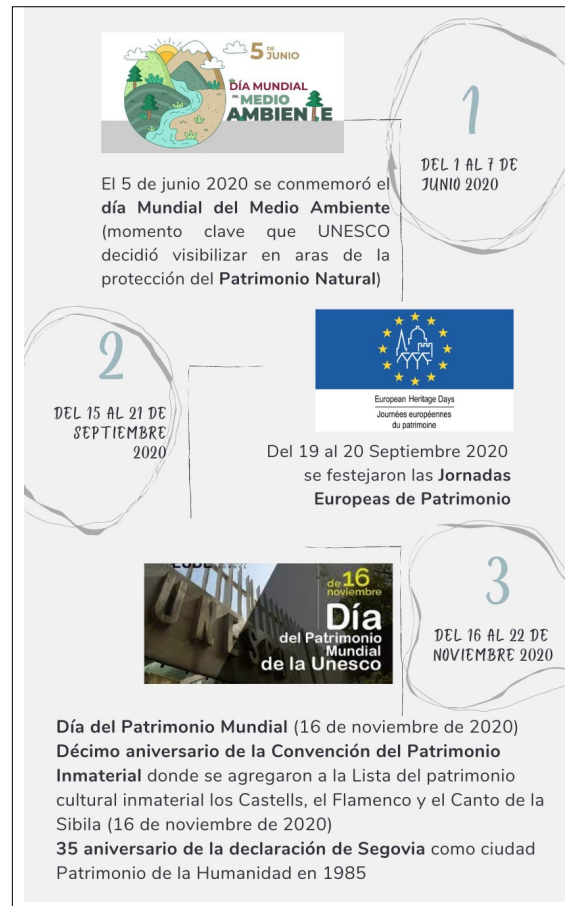 5 DE JUNIO
DÍA MUNDIAL
DEL MEDIO
AMBIENTE
1
DEL 1 AL 7 DE
JUNIO 2020
El 5 de junio 2020 se conmemoró el
día Mundial del Medio Ambiente
(momento clave que UNESCO
decidió visibilizar en aras de la
protección del Patrimonio Natural)
2
DEL 15 AL 21 DE
SEPTIEMBRE
2020
European Heritage Days
Journées européennes
du patrimoine
Del 19 al 20 Septiembre 2020
se festejaron las Jornadas
Europeas de Patrimonio
3
DEL 16 AL 22 DE
NOVIEMBRE 2020
UNESC
de 16
noviembre
Día
del Patrimonio
Mundial
de la Unesco
Día del Patrimonio Mundial (16 de noviembre de 2020)
Décimo aniversario de la Convención del Patrimonio
Inmaterial donde se agregaron a la Lista del patrimonio
cultural inmaterial los Castells, el Flamenco y el Canto de la
Sibila (16 de noviembre de 2020)
35 aniversario de la declaración de Segovia como ciudad
Patrimonio de la Humanidad en 1985